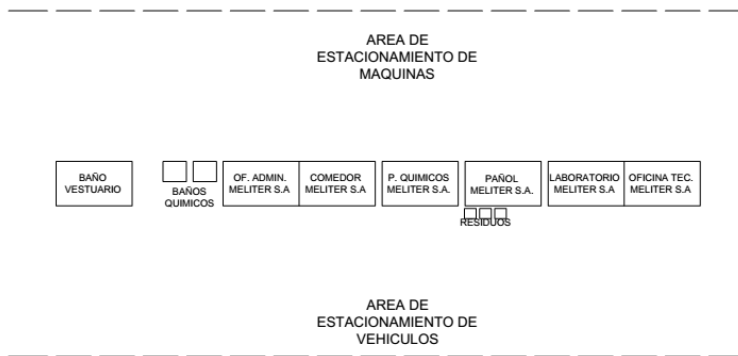 AREA DE
ESTACIONAMIENTO DE
MAQUINAS
BAÑO
VESTUARIO
BAÑOS
QUIMICOS
OF. ADMIN.
MELITER S.A
COMEDOR
MELITER S.A
P. QUIMICOS
MELITER S.A.
PAÑOL
MELITER S.A.
RESIDUOS
LABORATORIO
MELITER S.A
OFICINA TEC.
MELITER S.A
AREA DE
ESTACIONAMIENTO DE
VEHICULOS